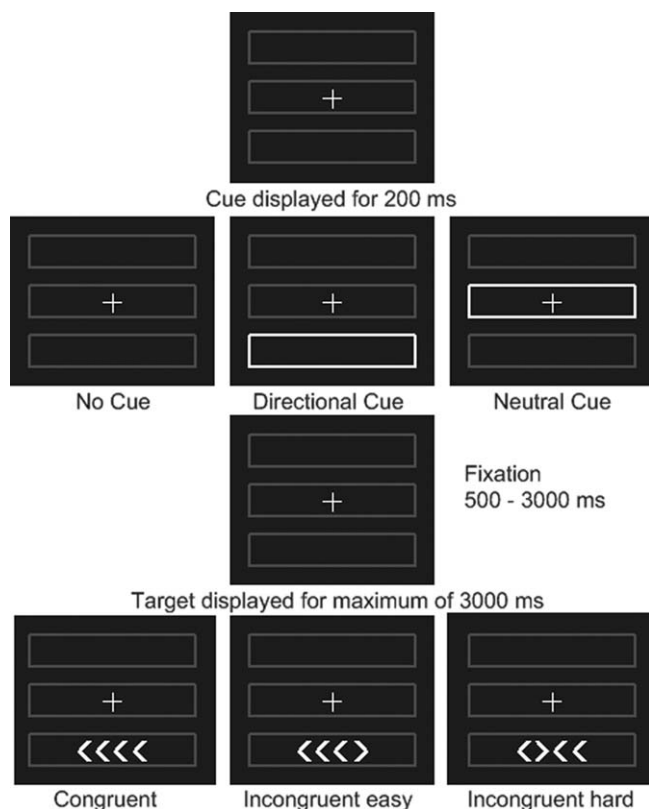 Cue displayed for 200 ms
No Cue
Directional Cue
Neutral Cue
Fixation
500 - 3000 ms
Target displayed for maximum of 3000 ms
Congruent
Incongruent easy
Incongruent hard